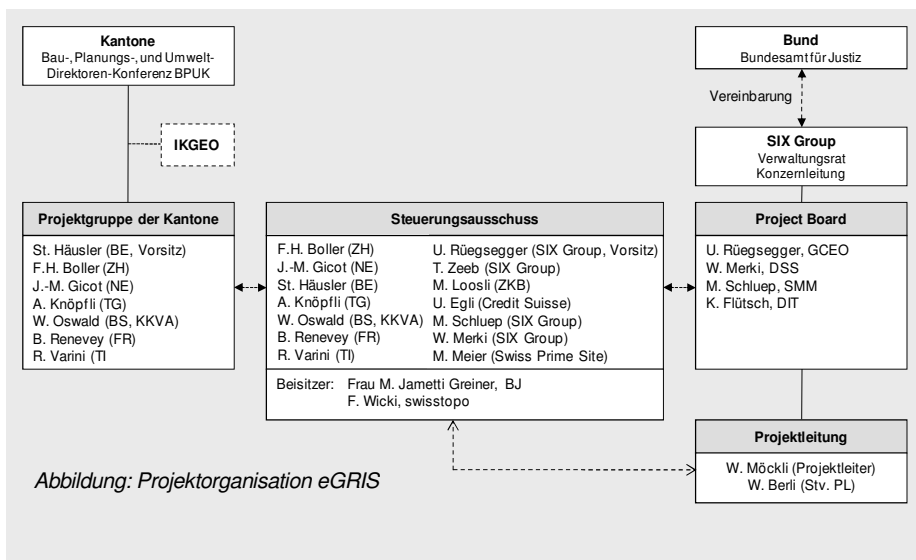 Kantone
Bau-, Planungs-, und Umwelt-
Direktoren-Konferenz BPUK
IKGEO
Bund
Bundesamt für Justiz
Vereinbarung
SIX Group
Verwaltungsrat
Konzernleitung
Projektgruppe der Kantone
St. Häusler (BE, Vorsitz)
F.H. Boller (ZH)
J.-M. Gicot (NE)
A. Knöpfli (TG)
W. Oswald (BS, KKVA)
B. Renevey (FR)
R. Varini (TI
Steuerungsausschuss
F.H. Boller (ZH)
J.-M. Gicot (NE)
St. Häusler (BE)
A. Knöpfli (TG)
W. Oswald (BS, KKVA)
B. Renevey (FR)
R. Varini (TI)
U. Rüegsegger (SIX Group, Vorsitz)
T. Zeeb (SIX Group)
M. Loosli (ZKB)
U. Egli (Credit Suisse)
M. Schluep (SIX Group)
W. Merki (SIX Group)
M. Meier (Swiss Prime Site)
Beisitzer: Frau M. Jametti Greiner, BJ
F. Wicki, swisstopo
Project Board
U. Rüegsegger, GCEO
W. Merki, DSS
M. Schluep, SMM
K. Flütsch, DIT
Projektleitung
W. Möckli (Projektleiter)
W. Berli (Stv. PL)
Abbildung: Projektorganisation eGRIS